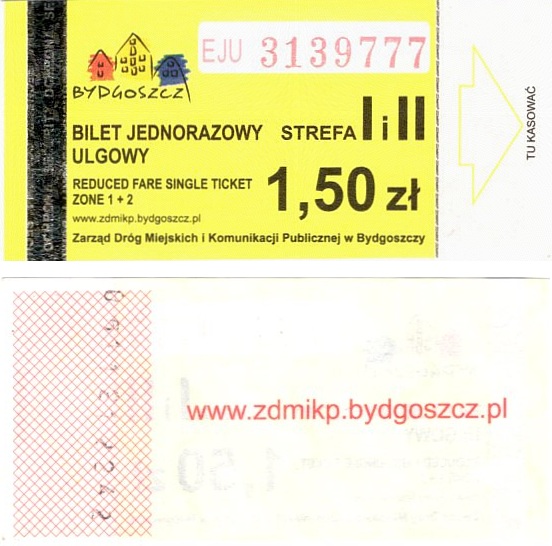 EJU 3139777
BYDGOSZCZ
BILET JEDNORAZOWY STREFA I i II
ULGOWY
REDUCED FARE SINGLE TICKET
ZONE 1 + 2
1,50 zł
www.zdmikp.bydgoszcz.pl
Zarząd Dróg Miejskich i Komunikacji Publicznej w Bydgoszczy
TU KASOWAĆ
www.zdmikp.bydgoszcz.pl